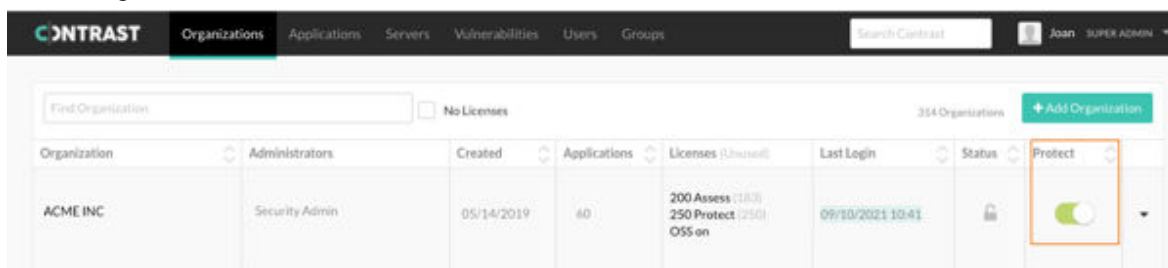 CONTRAST Organizations Applications Servers Vulnerabilities Users Groups Search Contrast Joan SUPER ADMIN
Find Organization No Licenses 314 Organizations +Add Organization
Organization Administrators Created Applications Licenses (Unused) Last Login Status Protect
ACME INC Security Admin 05/14/2019 60 200 Assess (183) 09/10/2021 10:41
250 Protect (250)
OSS on